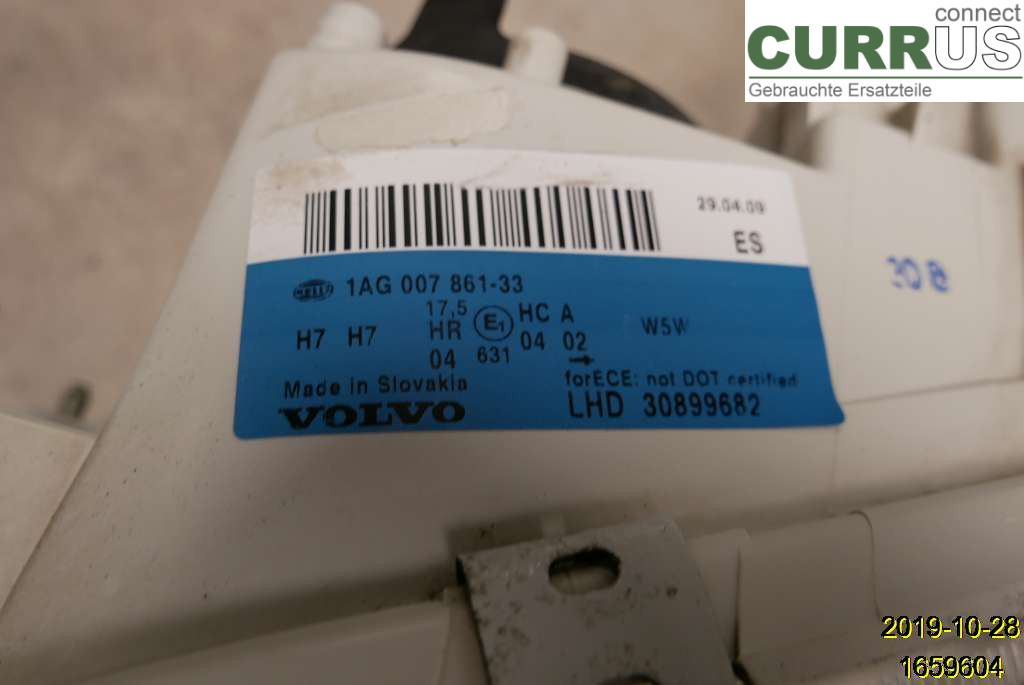 connect
CURRUS
Gebrauchte Ersatzteile
29.04.09
ES
HELLA 1AG 007 861-33
H7 H7
17,5
HR
04
E1
631
HC A
04 02
W5W
Made in Slovakia
VOLVO
forECE: not DOT certified
LHD 30899682
30
2019-10-28
1659604